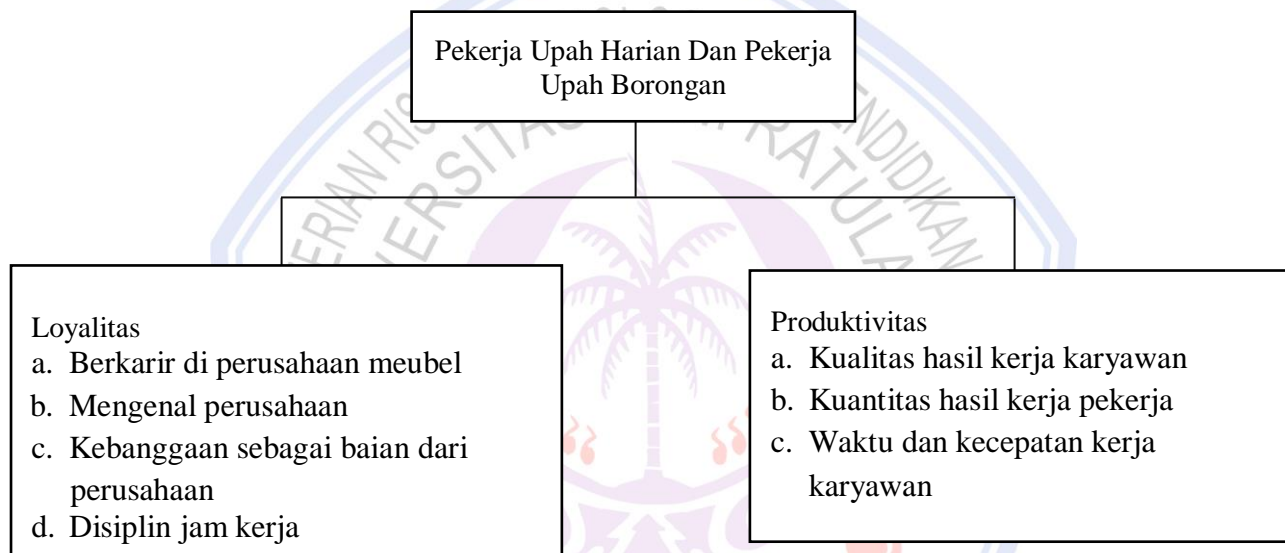 Pekerja Upah Harian Dan Pekerja
Upah Borongan
Loyalitas
a. Berkarir di perusahaan meubel
b. Mengenal perusahaan
c. Kebanggaan sebagai baian dari
perusahaan
d. Disiplin jam kerja
Produktivitas
a. Kualitas hasil kerja karyawan
b. Kuantitas hasil kerja pekerja
c. Waktu dan kecepatan kerja
karyawan